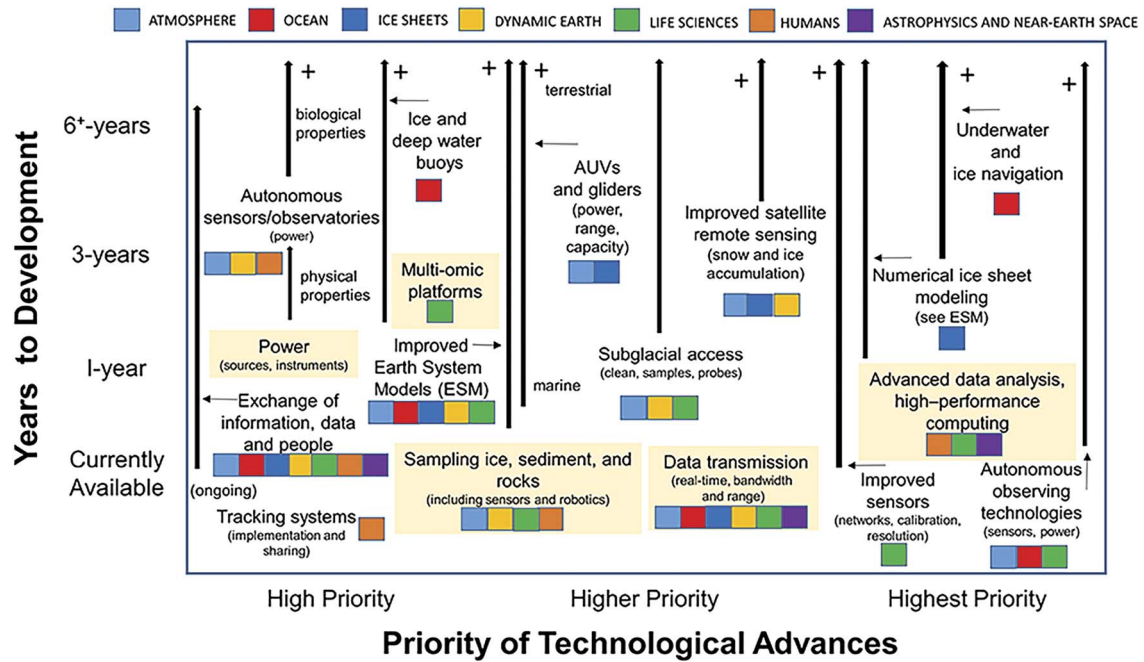 ATMOSPHERE OCEAN ICE SHEETS DYNAMIC EARTH LIFE SCIENCES HUMANS ASTROPHYSICS AND NEAR-EARTH SPACE
Years to Development
6+-years
3-years
I-year
Currently
Available
+
biological
properties
Autonomous
sensors/observatories
(power)
physical
properties
Power
(sources, instruments)
Exchange of
information, data
and people
(ongoing)
Tracking systems
(implementation and
sharing)
+
Ice and
deep water
buoys
Multi-omic
platforms
Improved
Earth System
Models (ESM)
Sampling ice, sediment, and
rocks
(including sensors and robotics)
+
+
terrestrial
AUVs
and gliders
(power,
range,
capacity)
marine
Subglacial access
(clean, samples, probes)
Data transmission
(real-time, bandwidth
and range)
+
Improved satellite
remote sensing
(snow and ice
accumulation)
+
+
Underwater
and
ice navigation
Numerical ice sheet
modeling
(see ESM)
Advanced data analysis,
high–performance
computing
Improved
sensors
(networks, calibration,
resolution)
+
Autonomous
observing
technologies
(sensors, power)
High Priority
Higher Priority
Highest Priority
Priority of Technological Advances